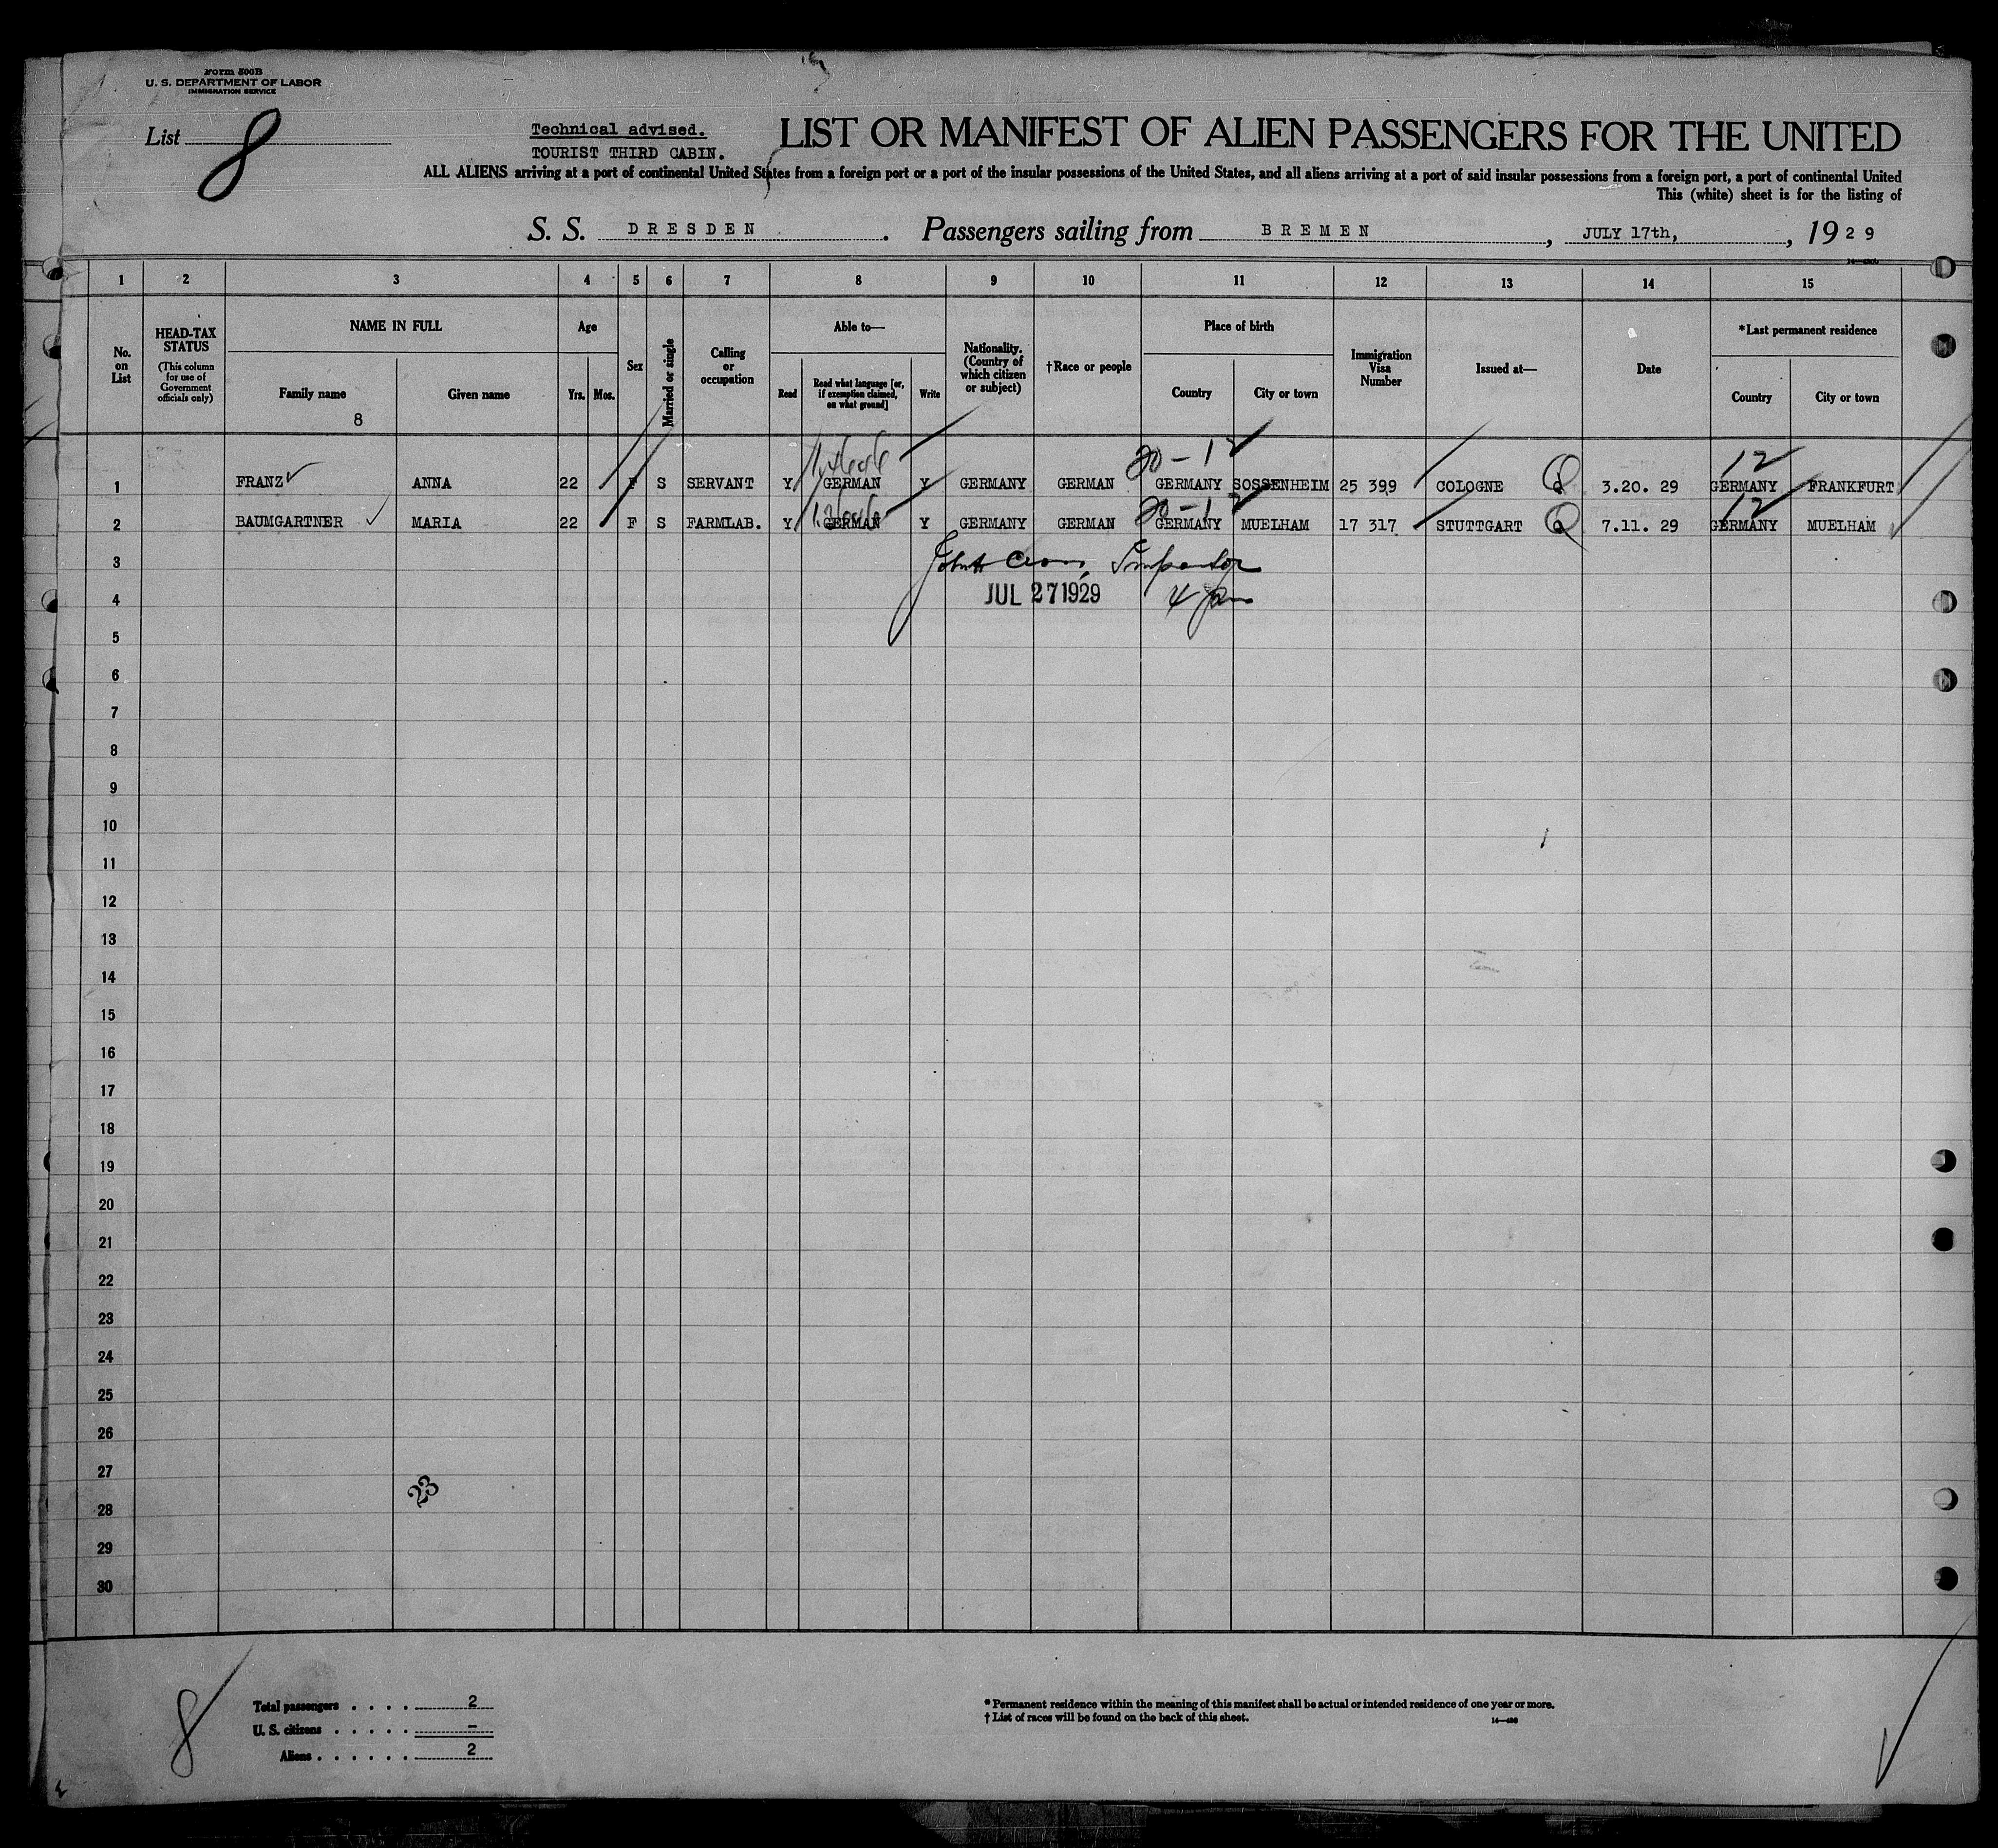 Form 500B
U. S. DEPARTMENT OF LABOR
IMMIGRATION SERVICE
List 8
Technical advised.
TOURIST THIRD CABIN.
LIST OR MANIFEST OF ALIEN PASSENGERS FOR THE UNITED
ALL ALIENS arriving at a port of continental United States from a foreign port or a port of the insular possessions of the United States, and all aliens arriving at a port of said insular possessions from a foreign port, a port of continental United
This (white) sheet is for the listing of
S. S. DRESDEN. Passengers sailing from BREMEN, JULY 17th, 1929
1 2 3 4 5 6 7 8 9 10 11 12 13 14 15
No. on List
HEAD-TAX STATUS
(This column for use of Government officials only)
NAME IN FULL
Family name
Given name
8
Age
Yrs. Mos.
Sex
Married or single
Calling or occupation
Able to—
Read
Read what language [or, if exemption claimed, on what ground]
Write
Nationality. (Country of which citizen or subject)
†Race or people
Place of birth
Country
City or town
Immigration Visa Number
Issued at—
Date
*Last permanent residence
Country
City or town
20-1 12
1 FRANZ ANNA 22 F S SERVANT Y GERMAN Y GERMANY GERMAN GERMANY SOSSENHEIM 25 399 COLOGNE 3.20. 29 GERMANY FRANKFURT
20-1 12
2 BAUMGARTNER MARIA 22 F S FARMLAB. Y GERMAN Y GERMANY GERMAN GERMANY MUELHAM 17 317 STUTTGART 7.11. 29 GERMANY MUELHAM
3
JUL 27 1929
4
5
6
7
8
9
10
11
12
13
14
15
16
17
18
19
20
21
22
23
24
25
26
27
23
28
29
30
8
Total passengers . . . . 2
U. S. citizens . . . . . –
Aliens . . . . . . 2
* Permanent residence within the meaning of this manifest shall be actual or intended residence of one year or more.
† List of races will be found on the back of this sheet.